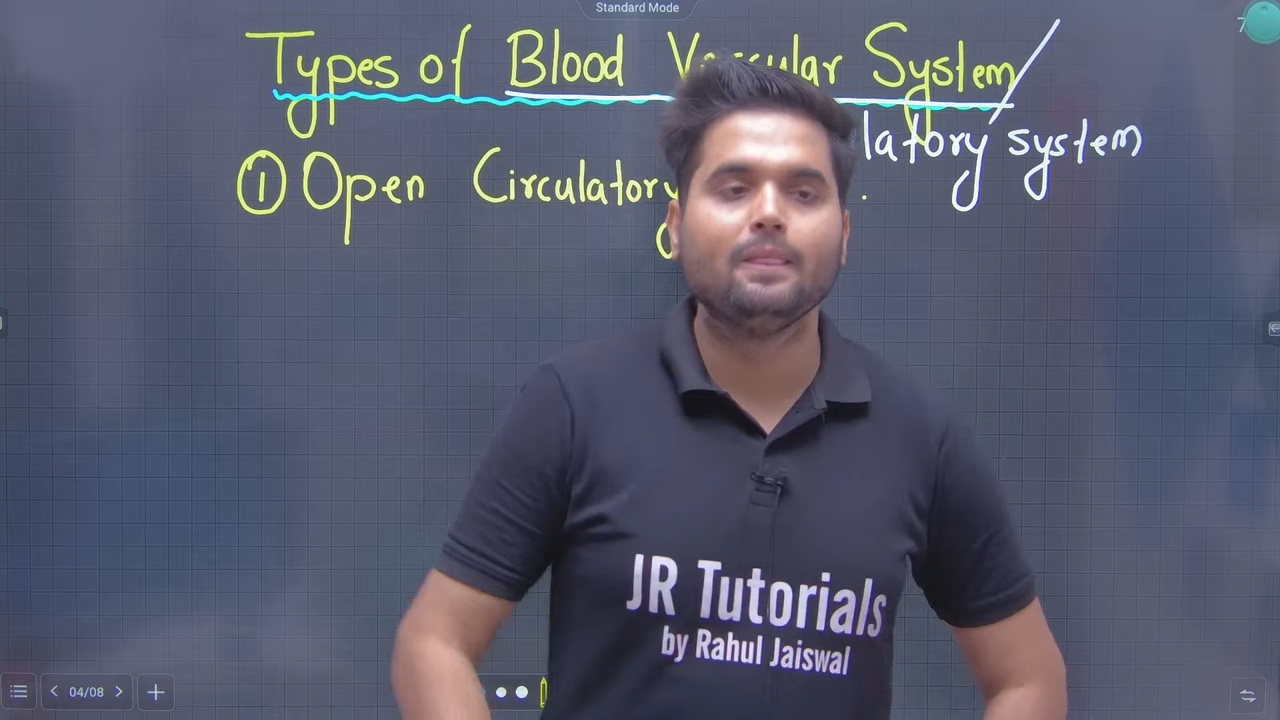 Standard Mode
7
Types of Blood Vascular System/
latory system
① Open Circulatory .
JR Tutorials
by Rahul Jaiswal
04/08